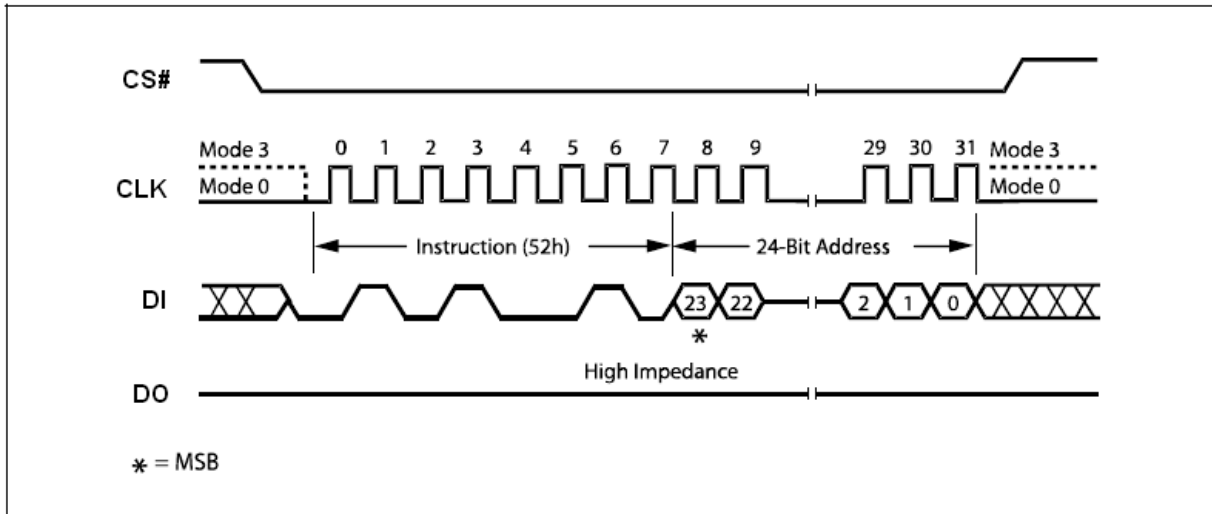 CS#
Mode 3 0 1 2 3 4 5 6 7 8 9 29 30 31 Mode 3
CLK Mode 0 Mode 0
Instruction (52h) 24-Bit Address
DI 23 22 2 1 0
*
High Impedance
DO
* = MSB